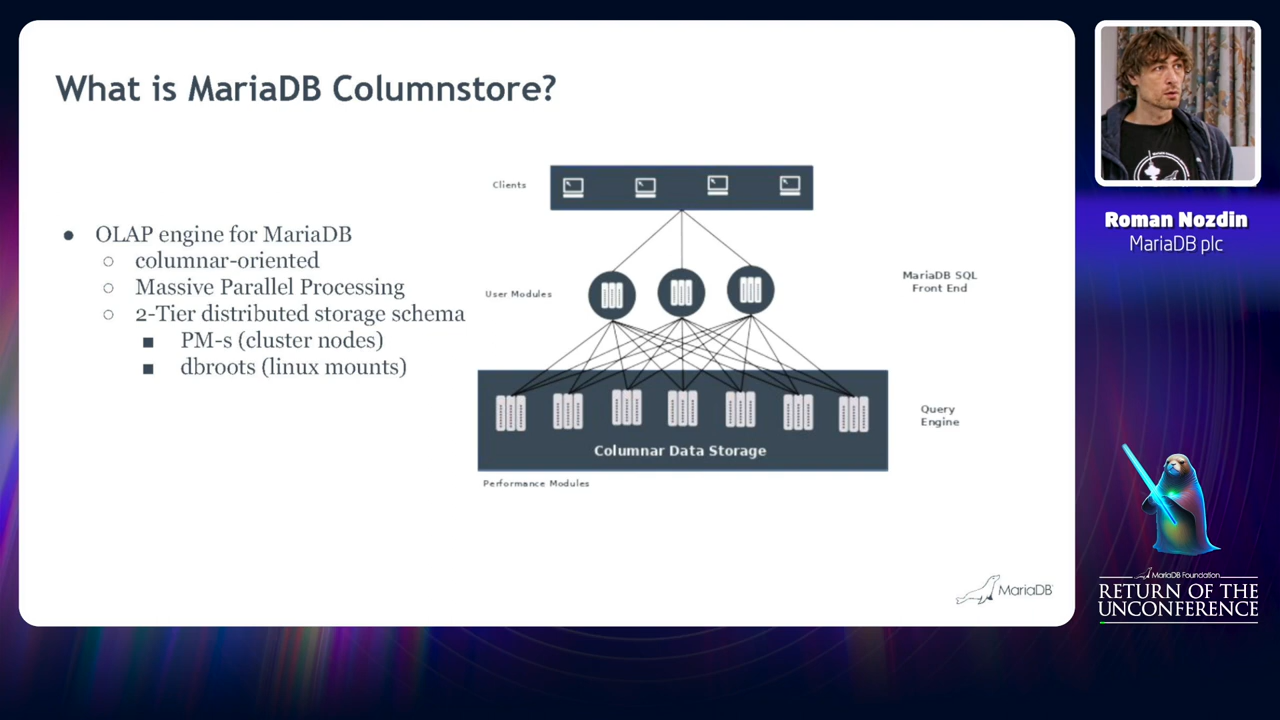 What is MariaDB Columnstore?
OLAP engine for MariaDB
columnar-oriented
Massive Parallel Processing
2-Tier distributed storage schema
PM-s (cluster nodes)
dbroots (linux mounts)
Clients
User Modules
MariaDB SQL
Front End
Query
Engine
Columnar Data Storage
Performance Modules
MariaDB
Roman Nozdin
MariaDB plc
MariaDB Foundation
RETURN OF THE
UNCONFERENCE